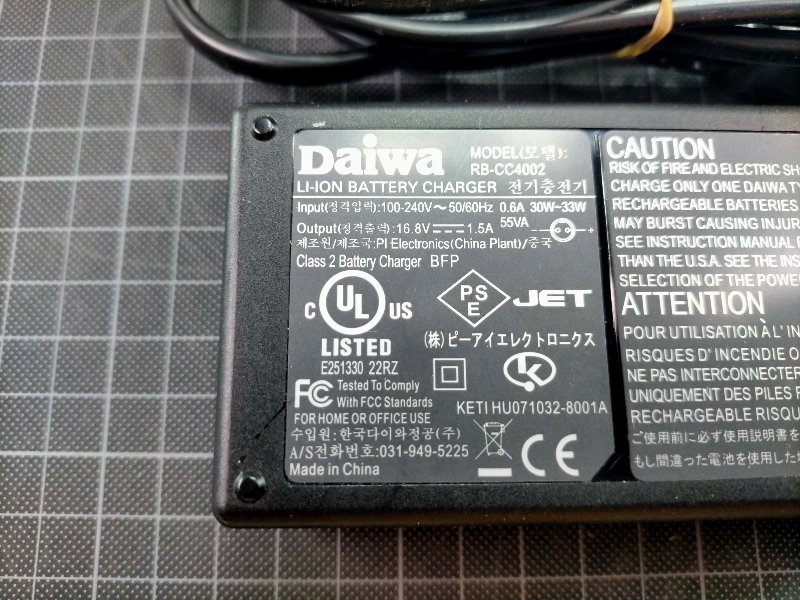 Daiwa MODEL(모델):
RB-CC4002
LI-ION BATTERY CHARGER 전기충전기
Input(정격입력):100-240V～50/60Hz 0.6A 30W-33W
55VA
Output(정격출력):16.8V 1.5A - +
제조원/제조국:PI Electronics(China Plant)/중국
Class 2 Battery Charger BFP
C UL US
LISTED
E251330 22RZ
PS
E
JET
(株)ピーアイエレクトロニクス
FC Tested To Comply
With FCC Standards
FOR HOME OR OFFICE USE
KETI HU071032-8001A
수입원:한국다이와정공(주)
A/S전화번호:031-949-5225
Made in China
CE
CAUTION
RISK OF FIRE AND ELECTRIC SH
CHARGE ONLY ONE DAIWA TY
RECHARGEABLE BATTERIES
MAY BURST CAUSING INJUR
SEE INSTRUCTION MANUAL F
THAN THE U.S.A. SEE THE INS
SELECTION OF THE POWE
ATTENTION
POUR UTILISATION À L' IN
RISQUES D' INCENDIE O
NE PAS INTERCONNECTER
UNIQUEMENT DES PILES F
RECHARGEABLE RISQU
ご使用前に必ず使用説明書を
もし間違った電池を使用した場